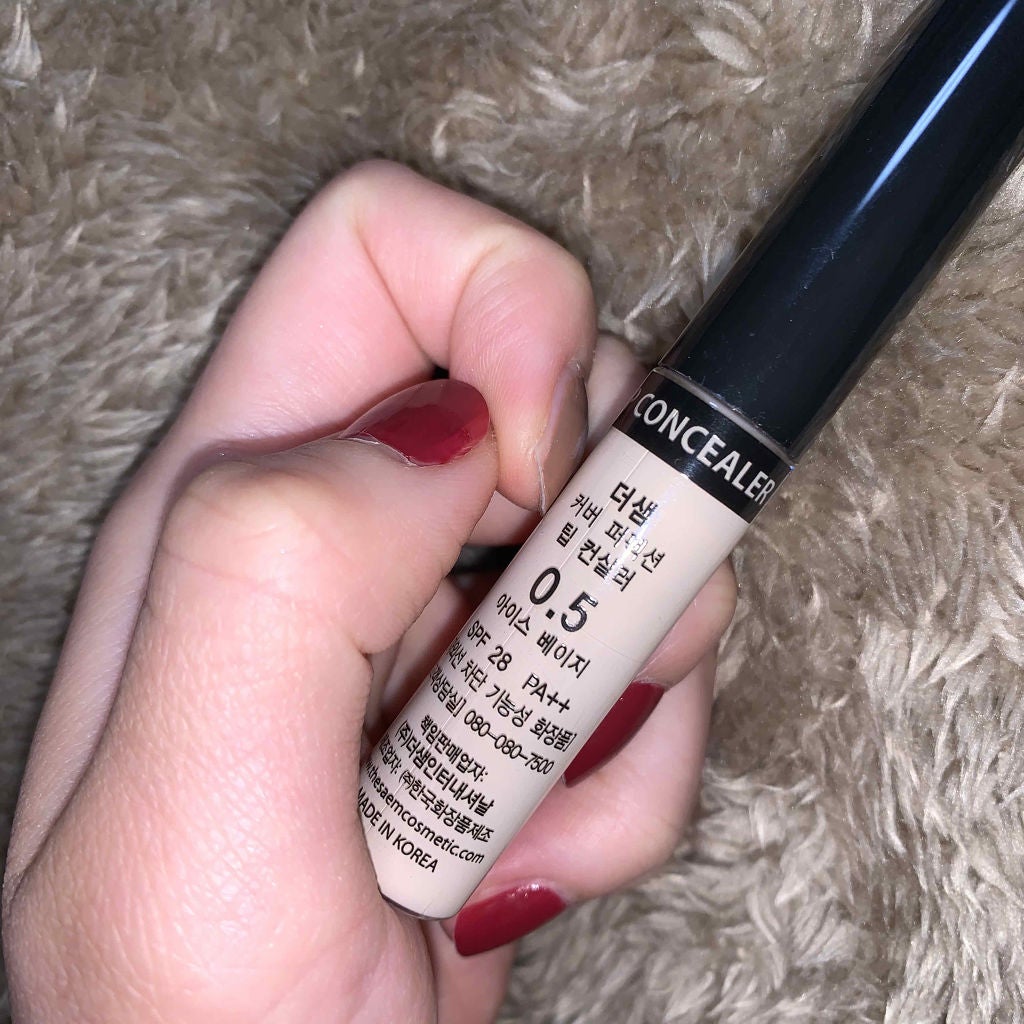 CONCEALER
더샘
커버 퍼펙션
팁 컨실러
0.5
아이스 베이지
SPF 28 PA++
차단 기능성 화장품
080-080-7500
책임판매업자:
(주)더샘인터내셔날
(주)한국화장품제조
thesaemcosmetic.com
MADE IN KOREA